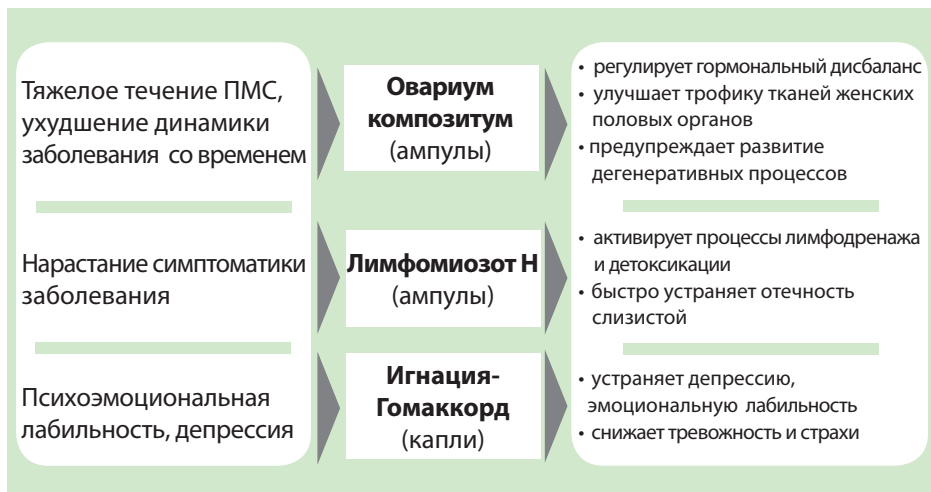 Тяжелое течение ПМС,
ухудшение динамики
заболевания со временем
Овариум
композитум
(ампулы)
• регулирует гормональный дисбаланс
• улучшает трофику тканей женских
половых органов
• предупреждает развитие
дегенеративных процессов
Нарастание симптоматики
заболевания
Лимфомиозот Н
(ампулы)
• активирует процессы лимфодренажа
и детоксикации
• быстро устраняет отечность
слизистой
Психоэмоциональная
лабильность, депрессия
Игнация-
Гомаккорд
(капли)
• устраняет депрессию,
эмоциональную лабильность
• снижает тревожность и страхи